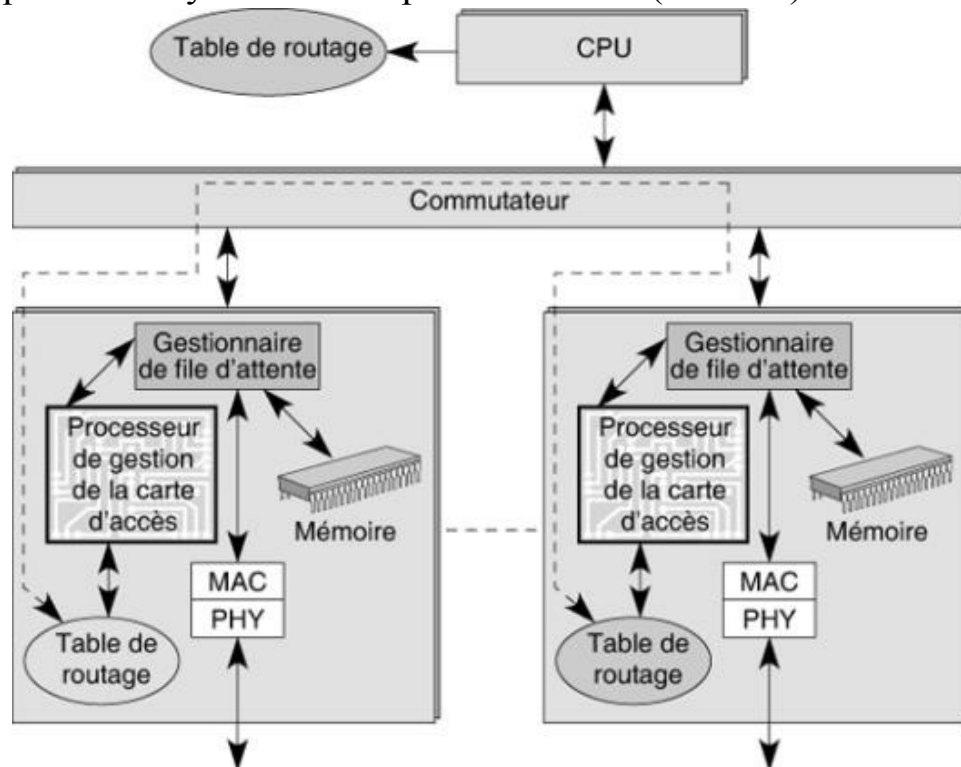 Table de routage
CPU
Commutateur
Gestionnaire
de file d'attente
Processeur
de gestion
de la carte
d'accès
Mémoire
MAC
PHY
Table de
routage
Gestionnaire
de file d'attente
Processeur
de gestion
de la carte
d'accès
Mémoire
MAC
PHY
Table de
routage